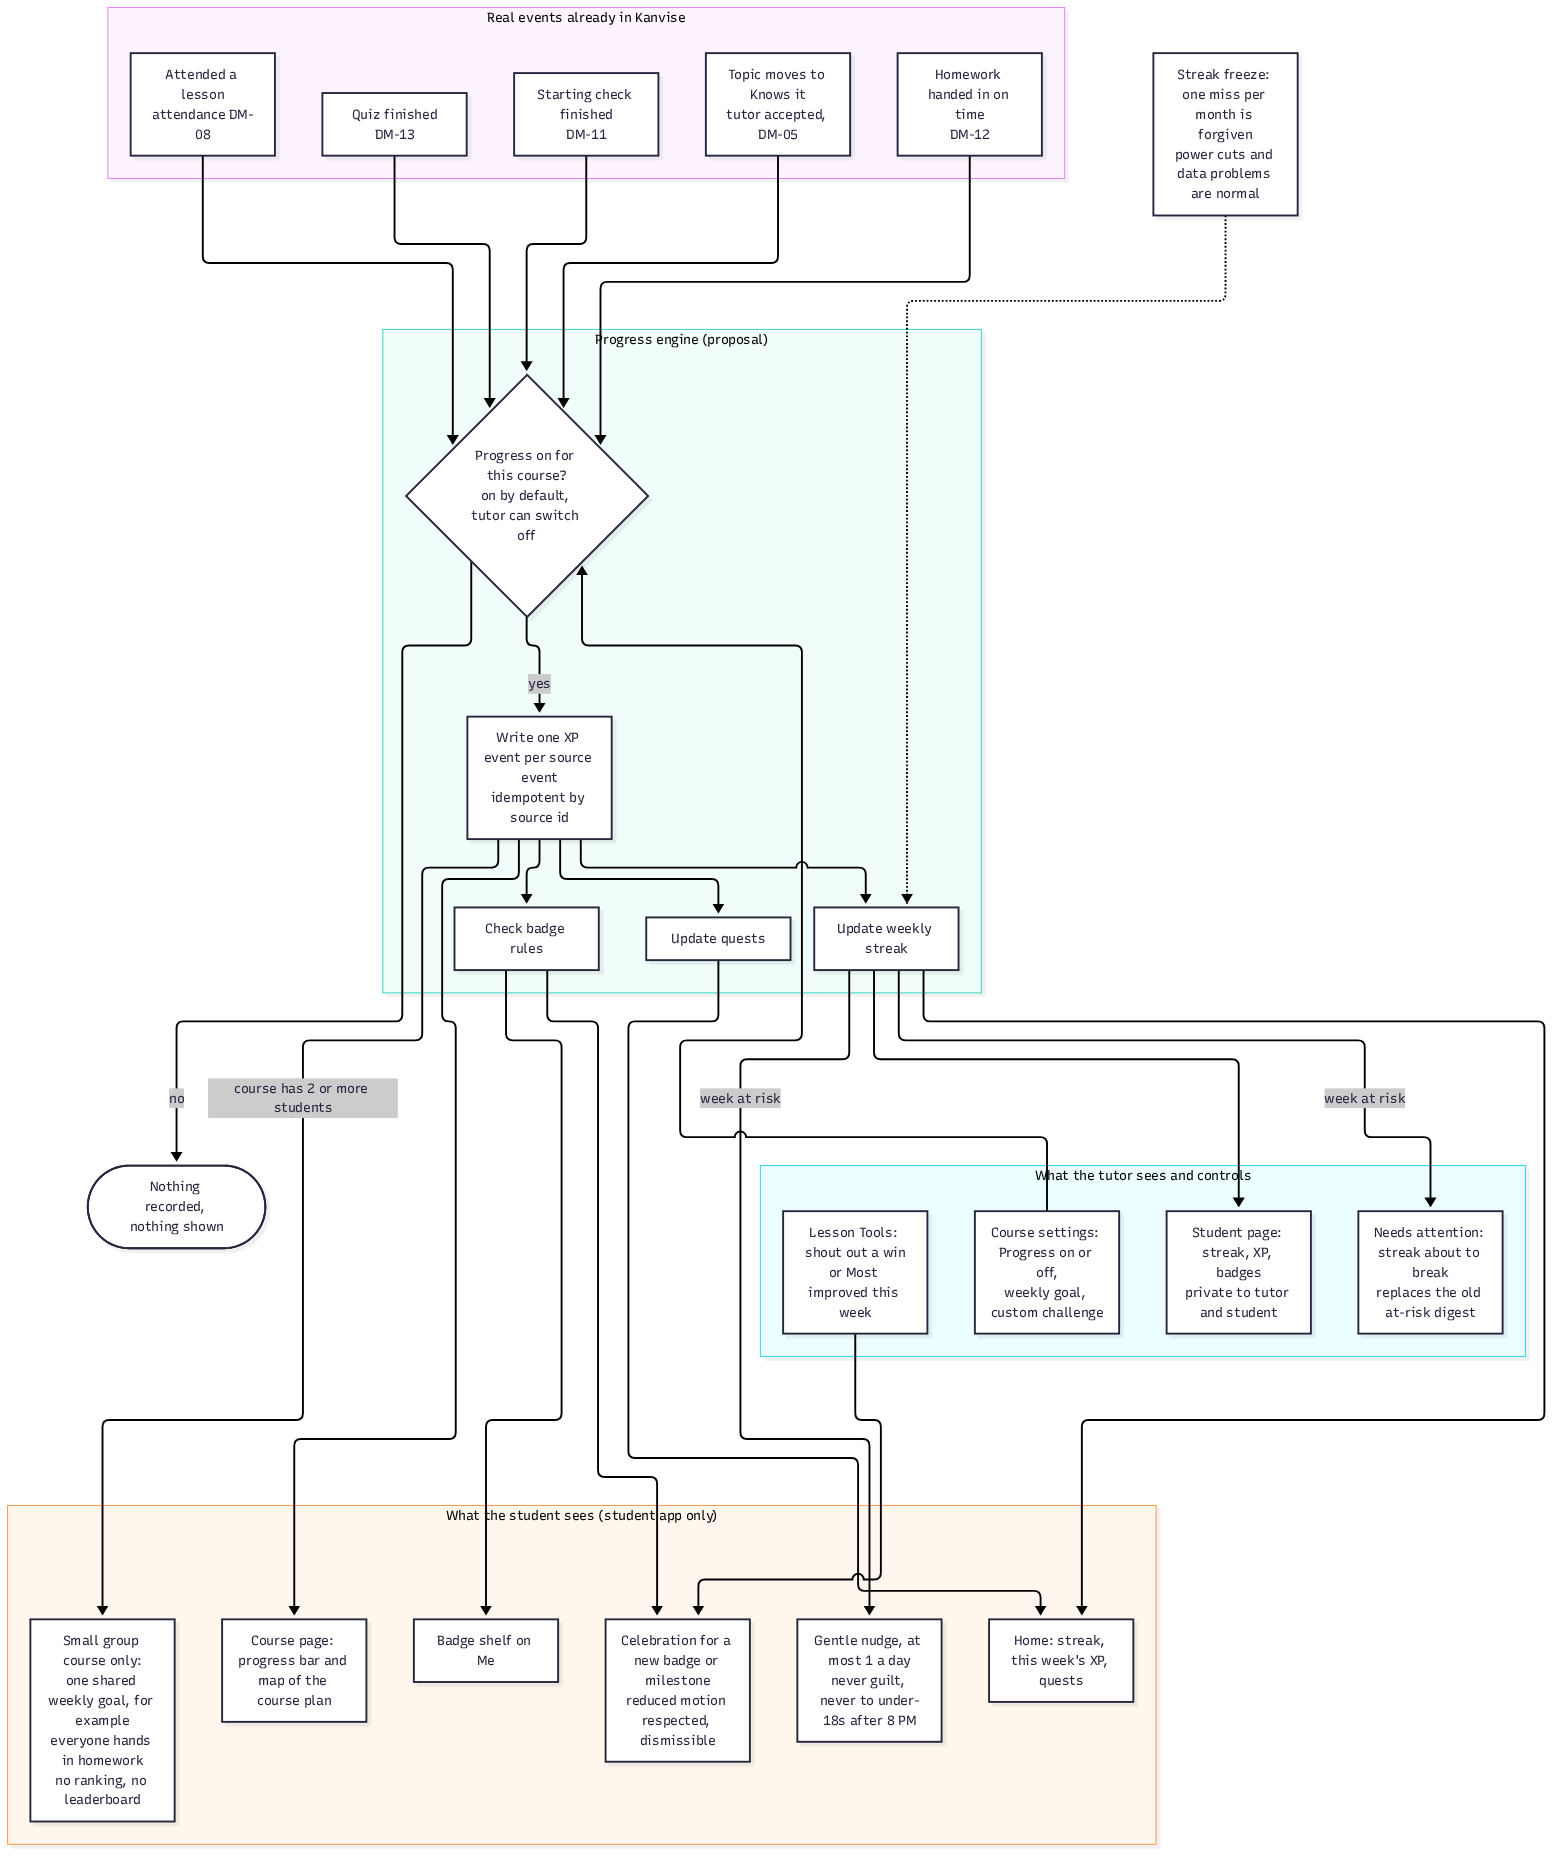 Real events already in Kanvise
Attended a
lesson
attendance DM-
08
Quiz finished
DM-13
Starting check
finished
DM-11
Topic moves to
Knows it
tutor accepted,
DM-05
Homework
handed in on
time
DM-12
Streak freeze:
one miss per
month is
forgiven
power cuts and
data problems
are normal
Progress engine (proposal)
Progress on for
this course?
on by default,
tutor can switch
off
yes
Write one XP
event per source
event
idempotent by
source id
Check badge
rules
Update quests
Update weekly
streak
no
course has 2 or more
students
week at risk
week at risk
Nothing
recorded,
nothing shown
What the tutor sees and controls
Lesson Tools:
shout out a win
or Most
improved this
week
Course settings:
Progress on or
off,
weekly goal,
custom challenge
Student page:
streak, XP,
badges
private to tutor
and student
Needs attention:
streak about to
break
replaces the old
at-risk digest
What the student sees (student app only)
Small group
course only:
one shared
weekly goal, for
example
everyone hands
in homework
no ranking, no
leaderboard
Course page:
progress bar and
map of the
course plan
Badge shelf on
Me
Celebration for a
new badge or
milestone
reduced motion
respected,
dismissible
Gentle nudge, at
most 1 a day
never guilt,
never to under-
18s after 8 PM
Home: streak,
this week's XP,
quests